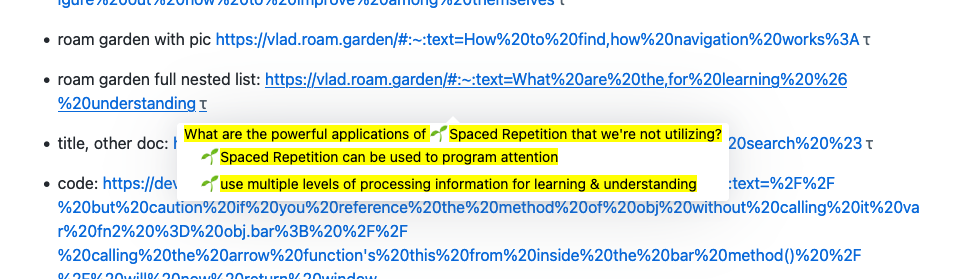 igure%20out%20how%20to%20improve%20among%20themselves τ
• roam garden with pic https://vlad.roam.garden/#:~:text=How%20to%20find,how%20navigation%20works%3A τ
• roam garden full nested list: https://vlad.roam.garden/#:~:text=What%20are%20the,for%20learning%20%26
%20understanding τ
What are the powerful applications of 🌱Spaced Repetition that we're not utilizing?
• title, other doc: h 20search%20%23 τ
🌱Spaced Repetition can be used to program attention
• code: https://dev :text=%2F%2F
🌱use multiple levels of processing information for learning & understanding
%20but%20caution%20if%20you%20reference%20the%20method%20of%20obj%20without%20calling%20it%20va
r%20fn2%20%3D%20obj.bar%3B%20%2F%2F
%20calling%20the%20arrow%20function's%20this%20from%20inside%20the%20bar%20method()%20%2F
%2F%20will%20now%20return%20window